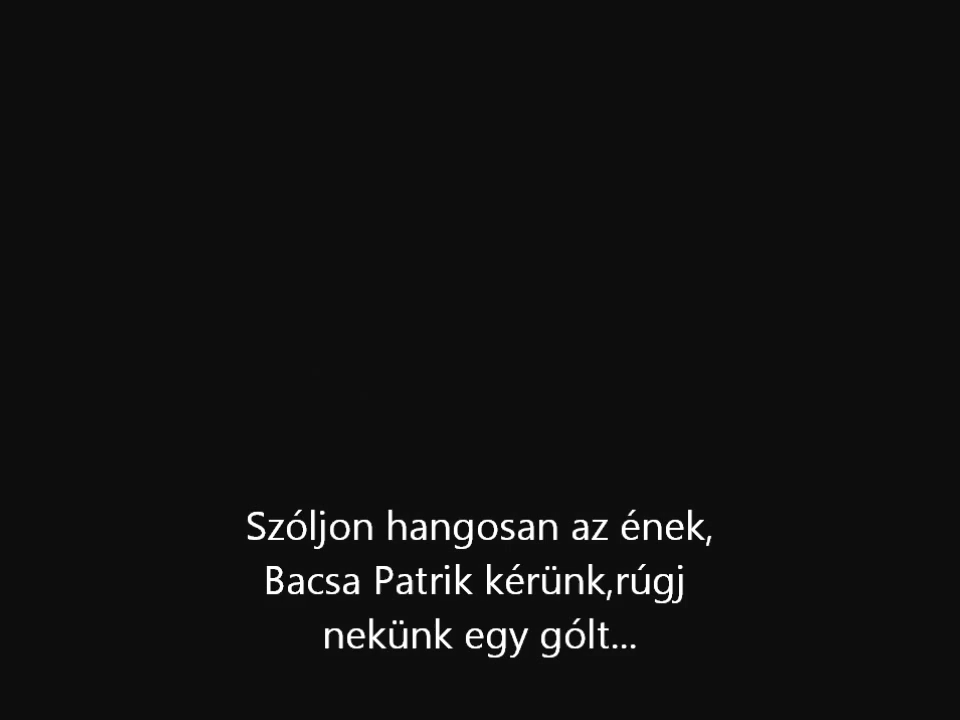 Szóljon hangosan az ének,
Bacsa Patrik kérünk,rúgj
nekünk egy gólt...